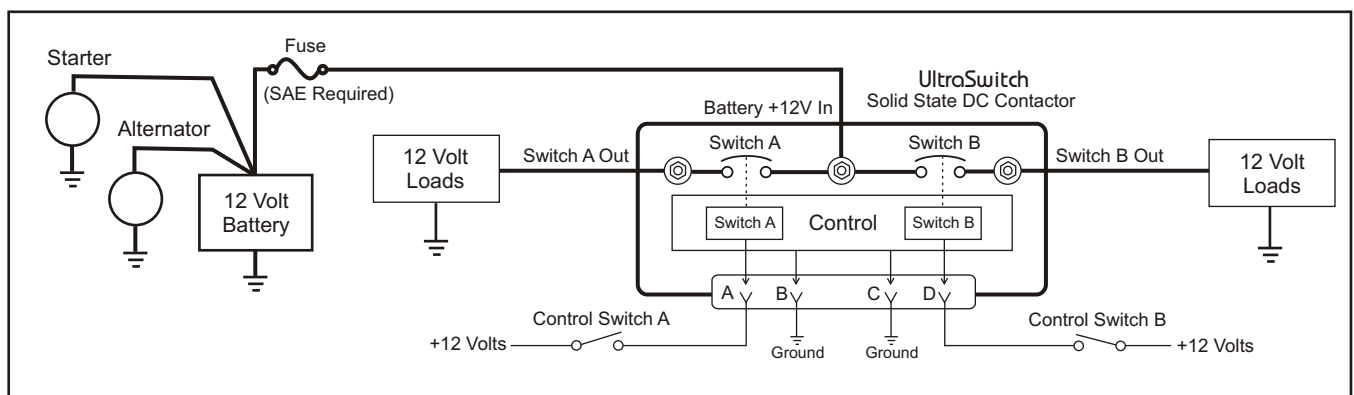 Starter
Fuse
(SAE Required)
Alternator
12 Volt
Battery
UltraSwitch
Solid State DC Contactor
Battery +12V In
12 Volt
Loads
Switch A Out
Switch A
Switch B
Switch B Out
12 Volt
Loads
Switch A
Control
Switch B
A
B
C
D
Control Switch A
+12 Volts
Ground
Ground
Control Switch B
+12 Volts